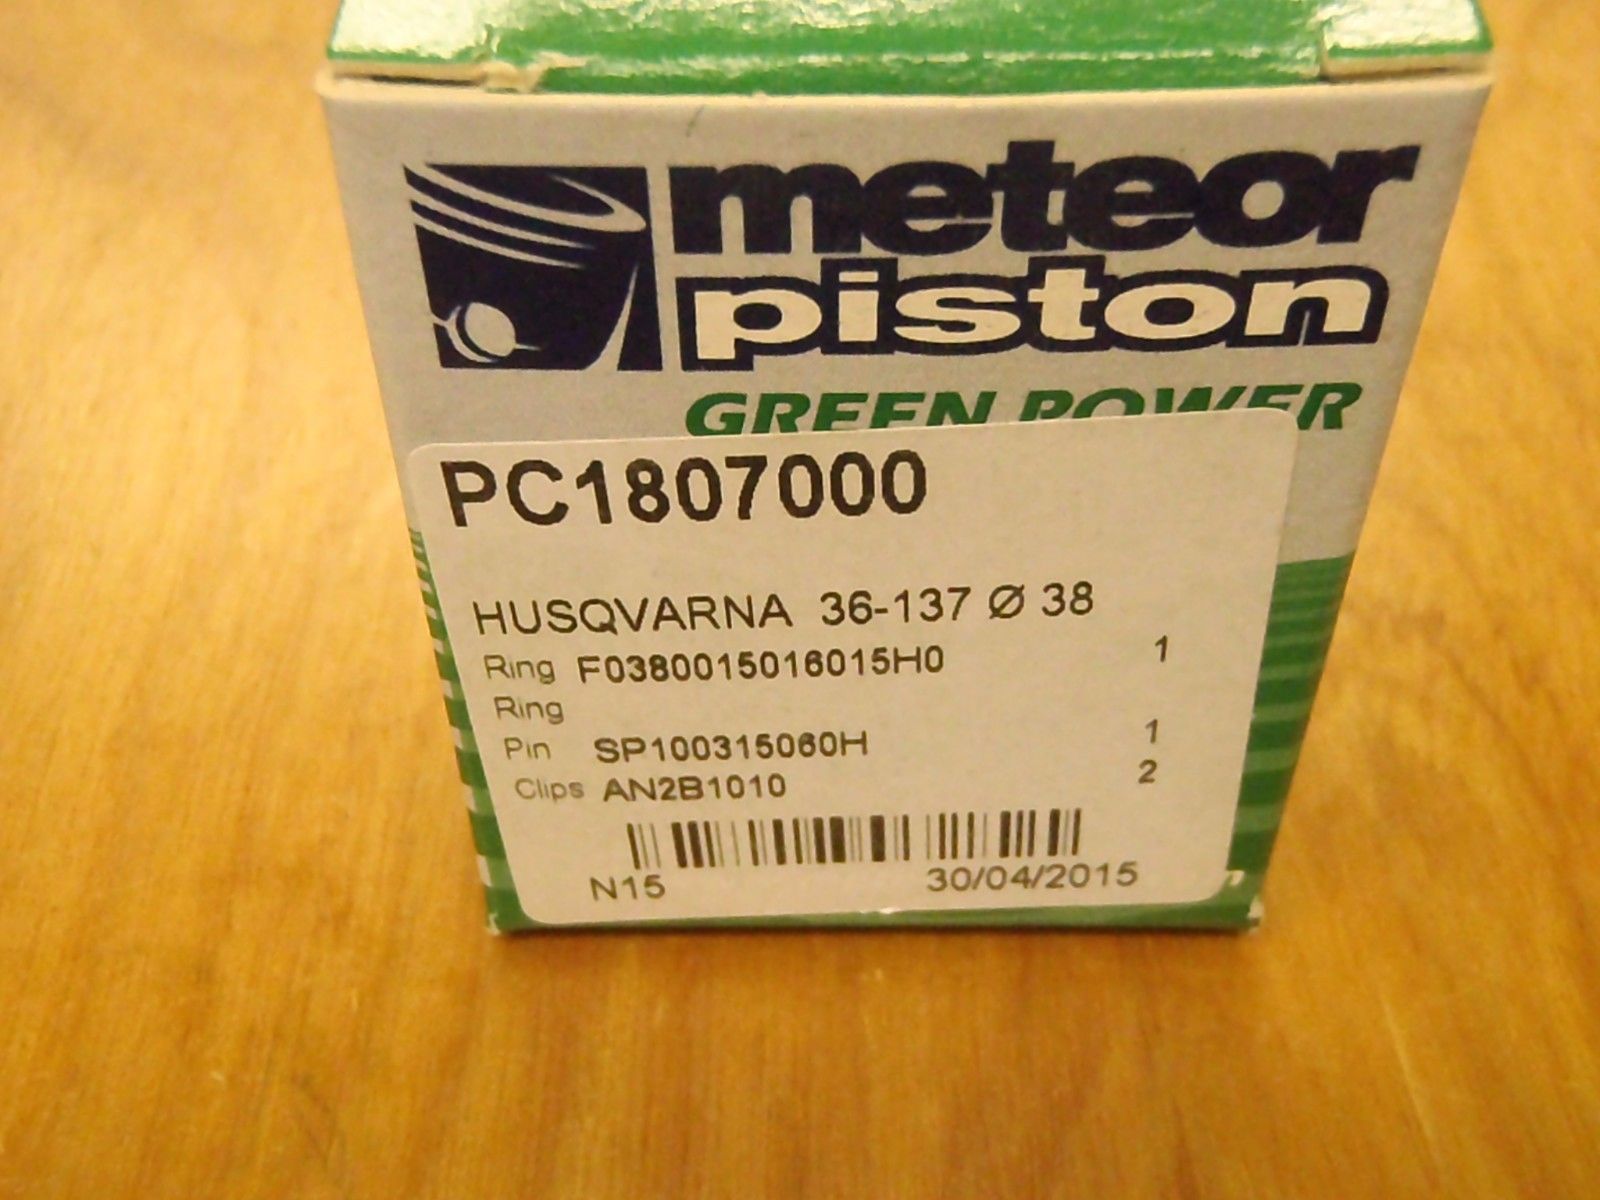 meteor
piston
GREEN POWER
PC1807000
HUSQVARNA 36-137 Ø 38
Ring F0380015016015H0 1
Ring
Pin SP100315060H 1
Clips AN2B1010 2
N15 30/04/2015